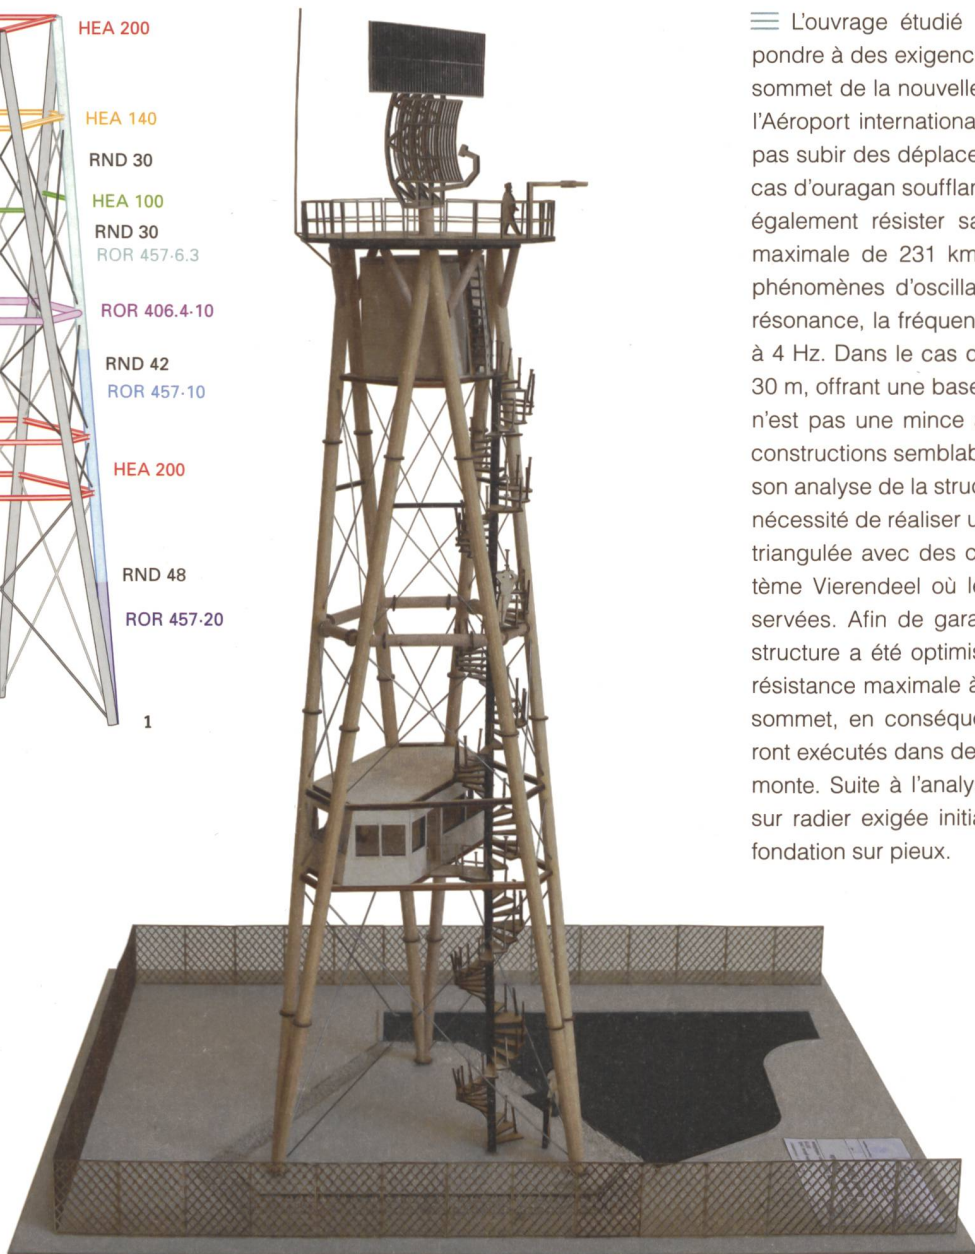 HEA 200
HEA 140
RND 30
HEA 100
RND 30
ROR 457·6.3
ROR 406.4·10
RND 42
ROR 457·10
HEA 200
RND 48
ROR 457·20
1
L'ouvrage étudié
pondre à des exigenc
sommet de la nouvelle
l'Aéroport internationa
pas subir des déplace
cas d'ouragan soufflan
également résister sa
maximale de 231 km
phénomènes d'oscilla
résonance, la fréquen
à 4 Hz. Dans le cas d
30 m, offrant une base
n'est pas une mince
constructions semblab
son analyse de la struc
nécessité de réaliser u
triangulée avec des c
tème Vierendeel où le
servées. Afin de gara
structure a été optimis
résistance maximale à
sommet, en conséque
ront exécutés dans de
monte. Suite à l'analy
sur radier exigée initia
fondation sur pieux.